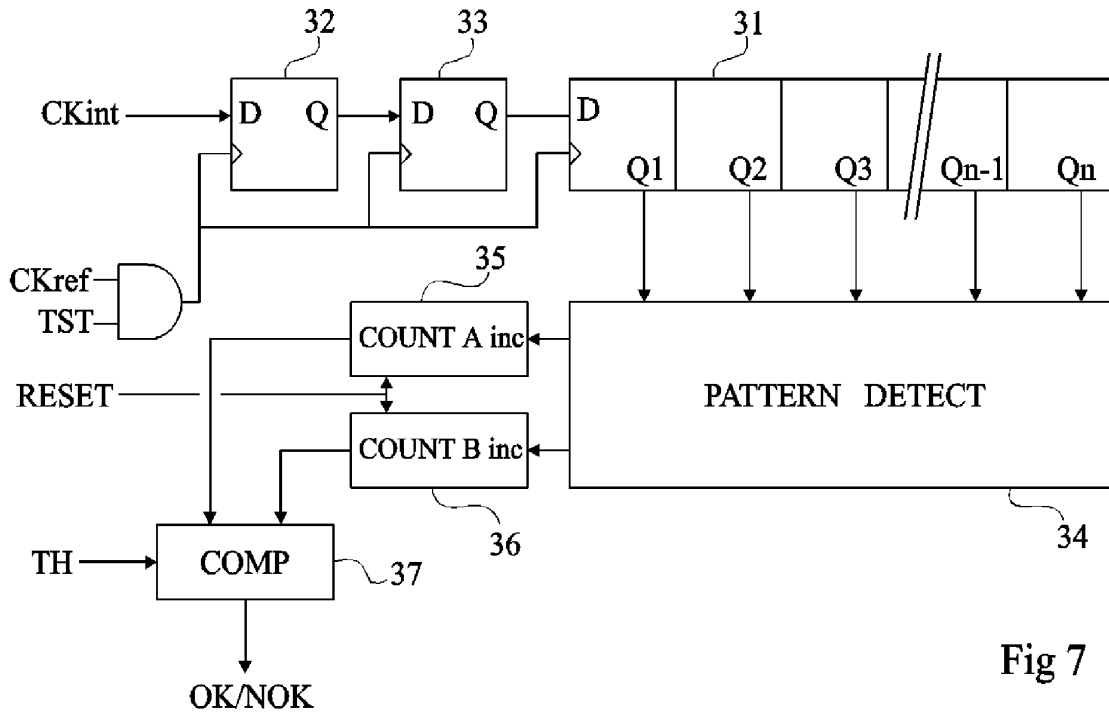 32 33 31
CKint D Q D Q D
Q1 Q2 Q3 Qn-1 Qn
CKref
TST
35
COUNT A inc
RESET
PATTERN DETECT
COUNT B inc
36
34
TH
COMP
37
OK/NOK
Fig 7